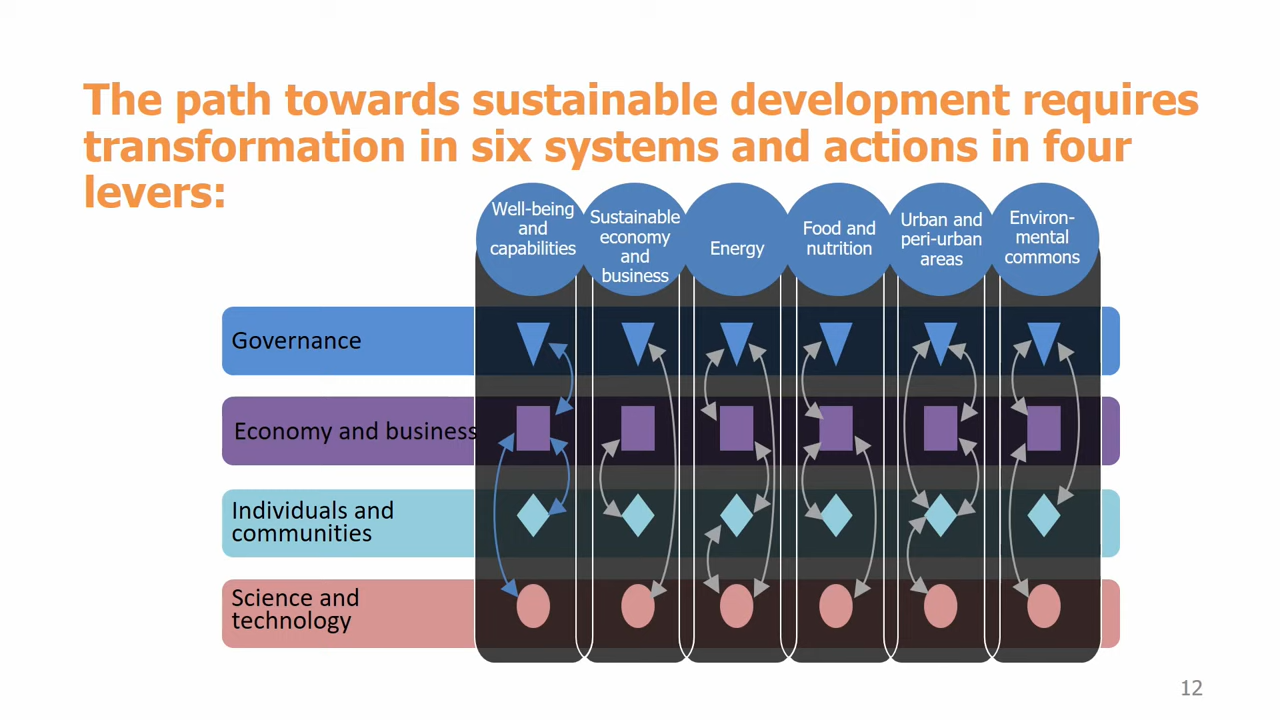 The path towards sustainable development requires
transformation in six systems and actions in four
levers:
Well-being
and
capabilities
Sustainable
economy
and
business
Energy
Food and
nutrition
Urban and
peri-urban
areas
Environ-
mental
commons
Governance
Economy and business
Individuals and
communities
Science and
technology
12